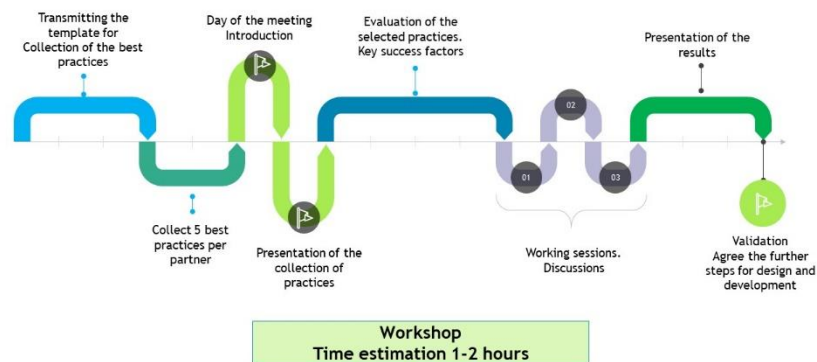 Transmitting the
template for
Collection of the best
practices
Day of the meeting
Introduction
Evaluation of the
selected practices.
Key success factors
Presentation of the
results
02
01
03
Collect 5 best
practices per
partner
Presentation of the
collection of
practices
Working sessions.
Discussions
Validation
Agree the further
steps for design and
development
Workshop
Time estimation 1-2 hours